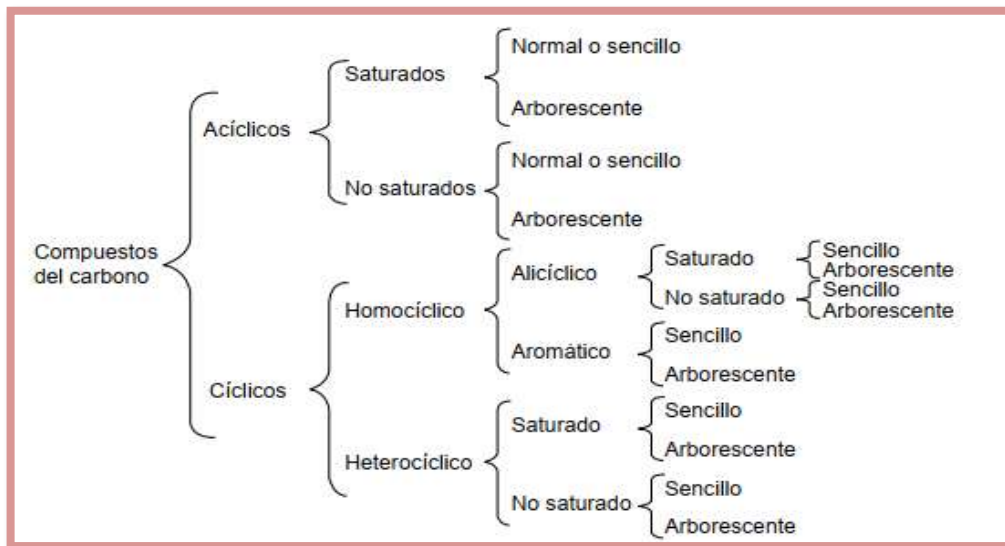 Normal o sencillo
Saturados
Arborescente
Acíclicos
Normal o sencillo
No saturados
Arborescente
Compuestos
del carbono
Alicíclico
Saturado
Sencillo
Arborescente
No saturado
Sencillo
Arborescente
Homocíclico
Aromático
Sencillo
Arborescente
Cíclicos
Saturado
Sencillo
Arborescente
Heterocíclico
No saturado
Sencillo
Arborescente